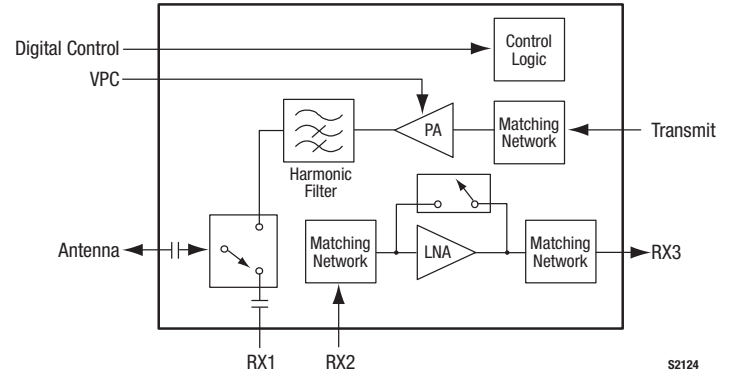 Digital Control
VPC
Control
Logic
PA
Matching
Network
Transmit
Harmonic
Filter
Antenna
Matching
Network
LNA
Matching
Network
RX3
RX1
RX2
S2124